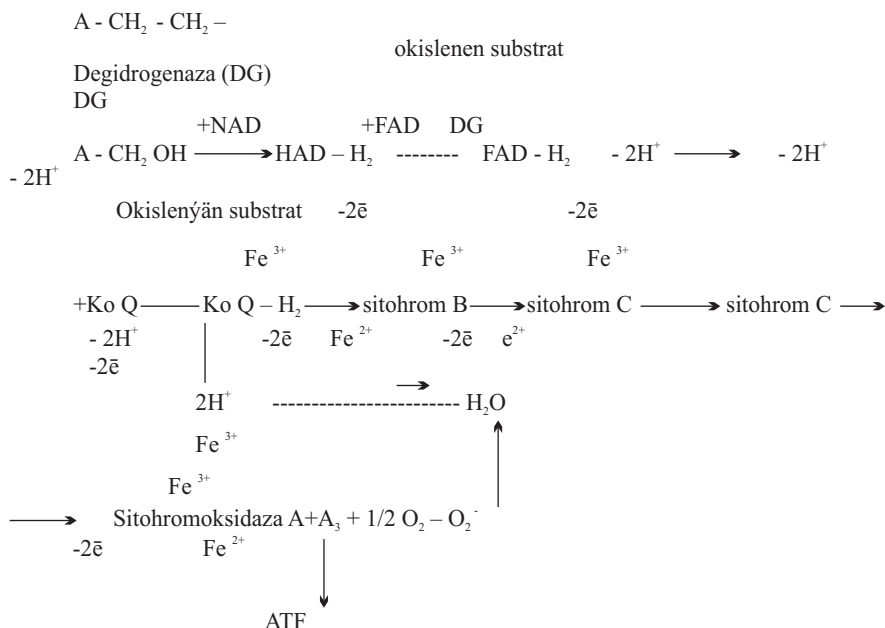 A - CH₂ - CH₂ –
okislenen substrat
Degidrogenaza (DG)
DG
+NAD +FAD DG
A - CH₂ OH ⟶ HAD – H₂ -------- FAD - H₂ - 2H⁺ ⟶ - 2H⁺
- 2H⁺
Okislenýän substrat -2ē -2ē
Fe ³⁺ Fe ³⁺ Fe ³⁺
+Ko Q — Ko Q – H₂ ⟶ sitohrom B ⟶ sitohrom C ⟶ sitohrom C ⟶
- 2H⁺ -2ē Fe ²⁺ -2ē e²⁺
-2ē
2H⁺ ------------------------- H₂O
Fe ³⁺
Fe ³⁺
⟶ Sitohromoksidaza A+A₃ + 1/2 O₂ – O₂⁻
-2ē Fe ²⁺
ATF